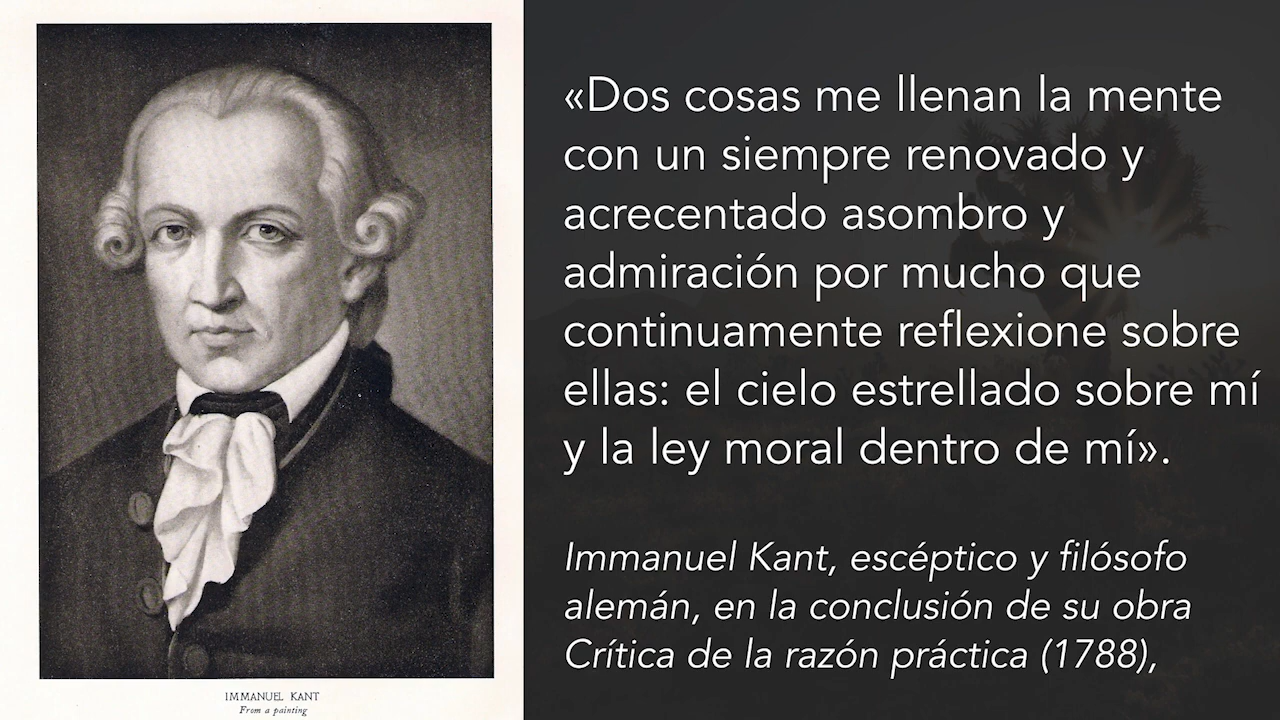 «Dos cosas me llenan la mente
con un siempre renovado y
acrecentado asombro y
admiración por mucho que
continuamente reflexione sobre
ellas: el cielo estrellado sobre mí
y la ley moral dentro de mí».
Immanuel Kant, escéptico y filósofo
alemán, en la conclusión de su obra
Crítica de la razón práctica (1788),
IMMANUEL KANT
From a painting